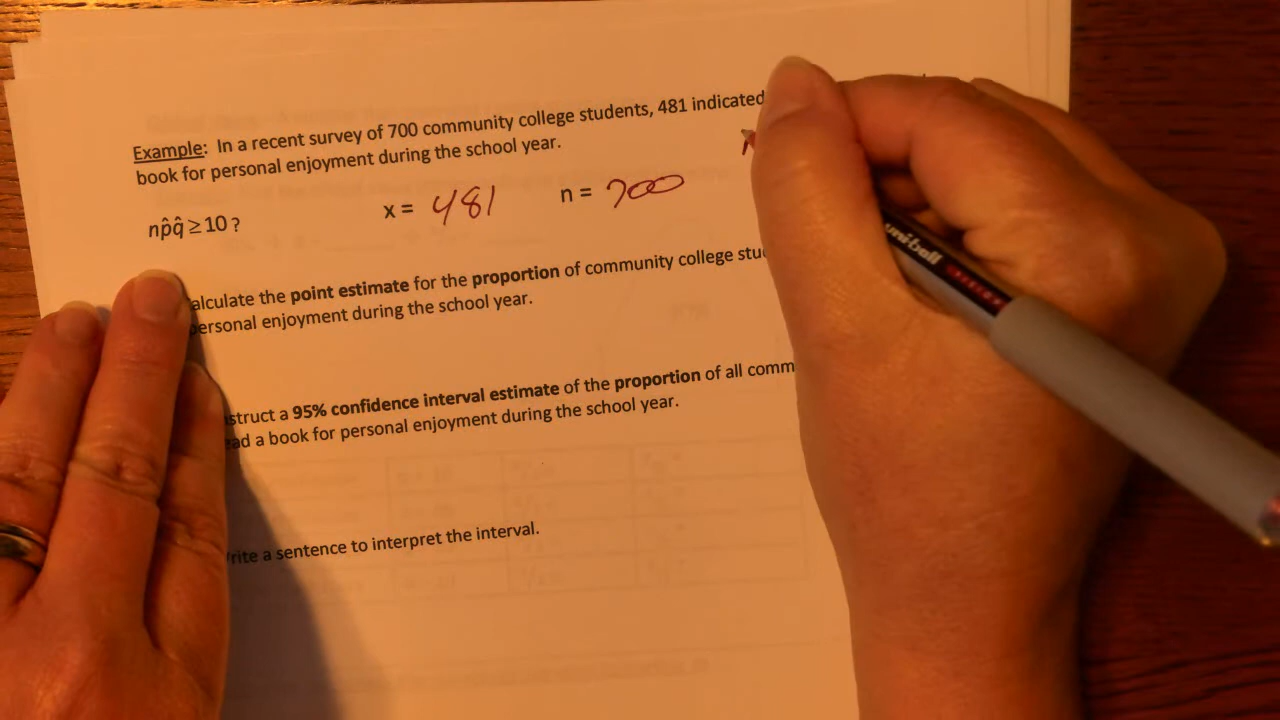 Example: In a recent survey of 700 community college students, 481 indicated
book for personal enjoyment during the school year.
np̂q̂ ≥ 10 ? x = 481 n = 700
alculate the point estimate for the proportion of community college stu
personal enjoyment during the school year.
struct a 95% confidence interval estimate of the proportion of all comm
ad a book for personal enjoyment during the school year.
rite a sentence to interpret the interval.
uni-ball